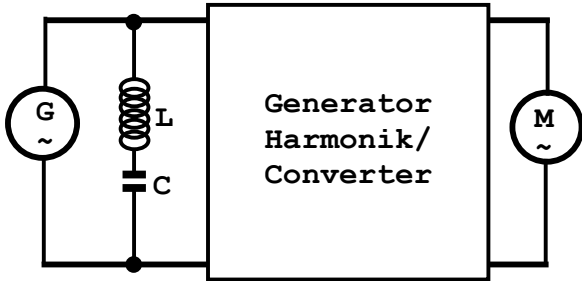 G
~
L
C
Generator
Harmonik/
Converter
M
~